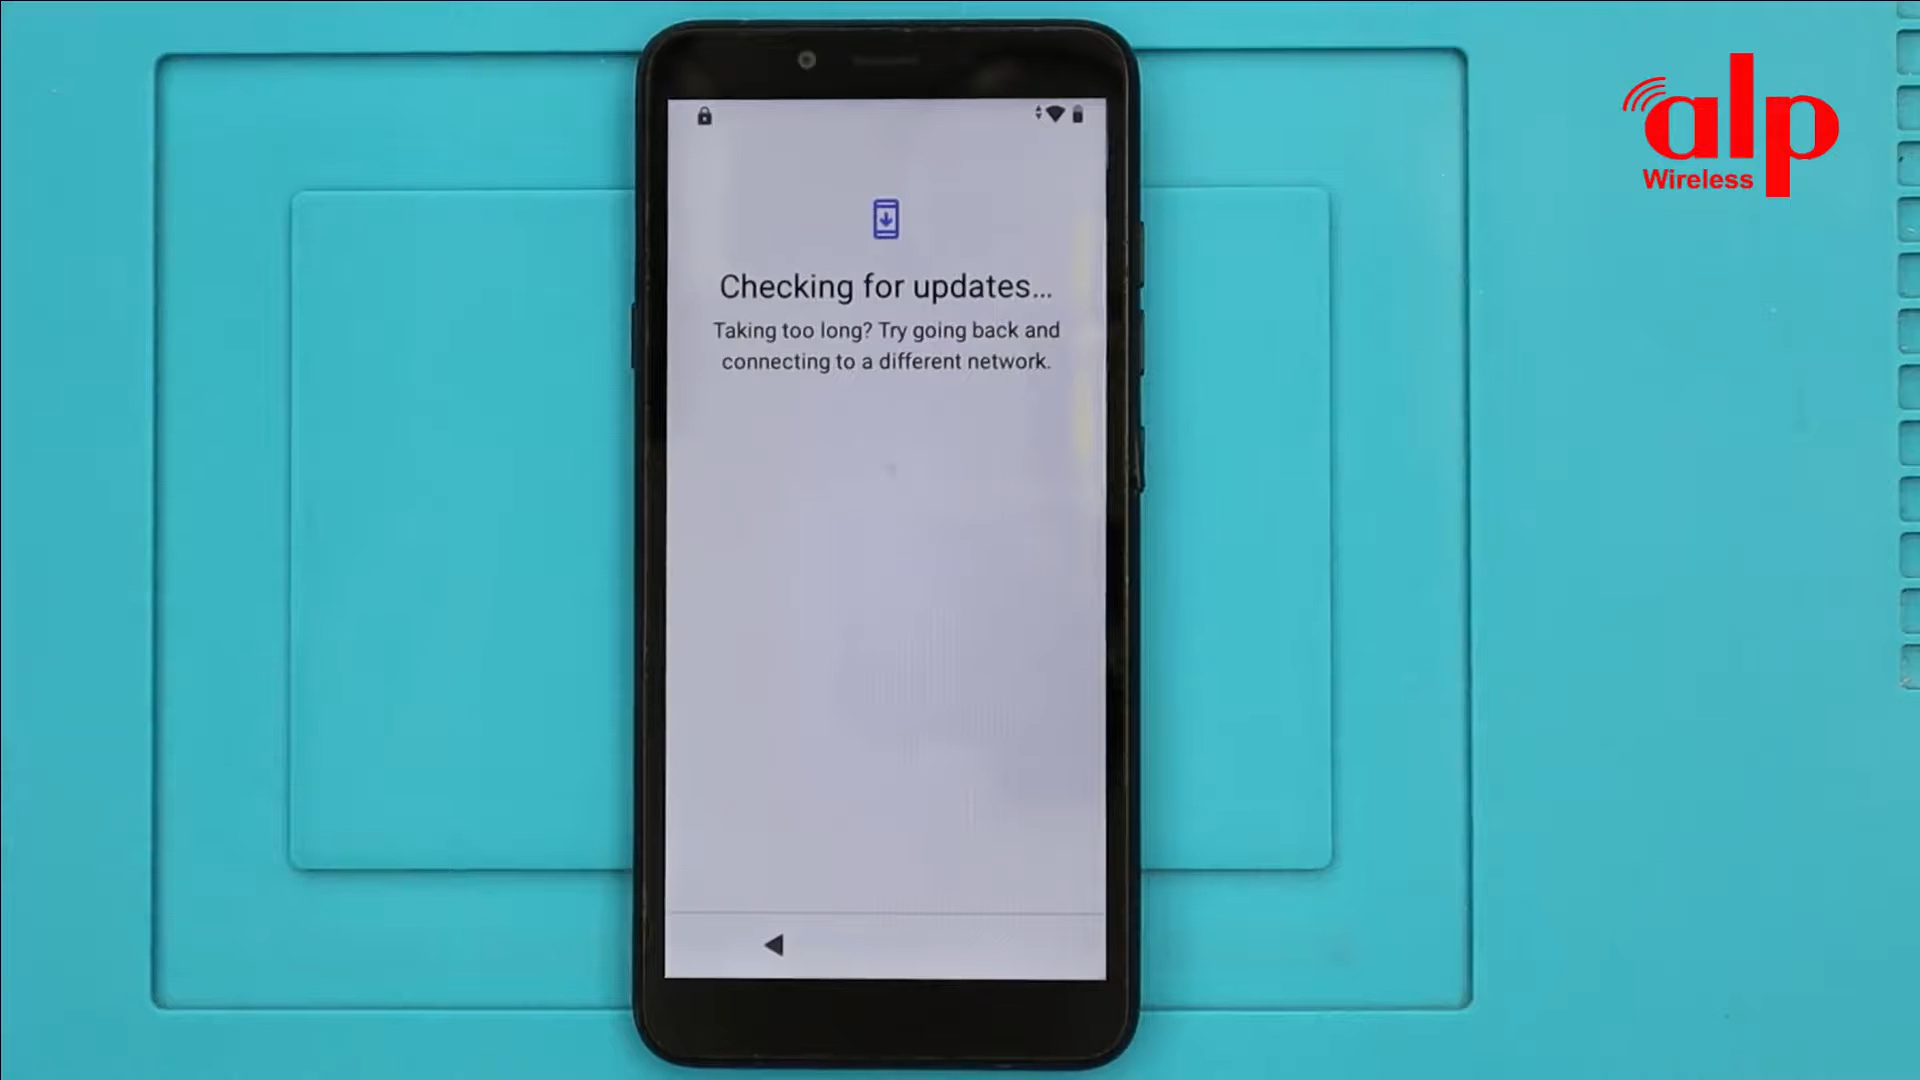 alp
Wireless
Checking for updates...
Taking too long? Try going back and
connecting to a different network.